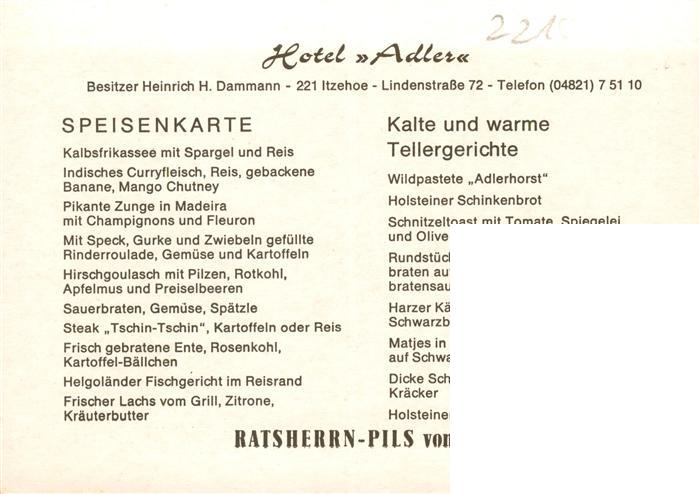 221
Hotel »Adler«
Besitzer Heinrich H. Dammann - 221 Itzehoe - Lindenstraße 72 - Telefon (04821) 7 51 10
SPEISENKARTE
Kalbsfrikassee mit Spargel und Reis
Indisches Curryfleisch, Reis, gebackene
Banane, Mango Chutney
Pikante Zunge in Madeira
mit Champignons und Fleuron
Mit Speck, Gurke und Zwiebeln gefüllte
Rinderroulade, Gemüse und Kartoffeln
Hirschgoulasch mit Pilzen, Rotkohl,
Apfelmus und Preiselbeeren
Sauerbraten, Gemüse, Spätzle
Steak „Tschin-Tschin", Kartoffeln oder Reis
Frisch gebratene Ente, Rosenkohl,
Kartoffel-Bällchen
Helgoländer Fischgericht im Reisrand
Frischer Lachs vom Grill, Zitrone,
Kräuterbutter
Kalte und warme
Tellergerichte
Wildpastete „Adlerhorst"
Holsteiner Schinkenbrot
Schnitzeltoast mit Tomate, Spiegelei
und Olive
Rundstüc
braten au
bratensau
Harzer Kä
Schwarzb
Matjes in
auf Schwa
Dicke Sch
Kräcker
Holsteiner
RATSHERRN-PILS von